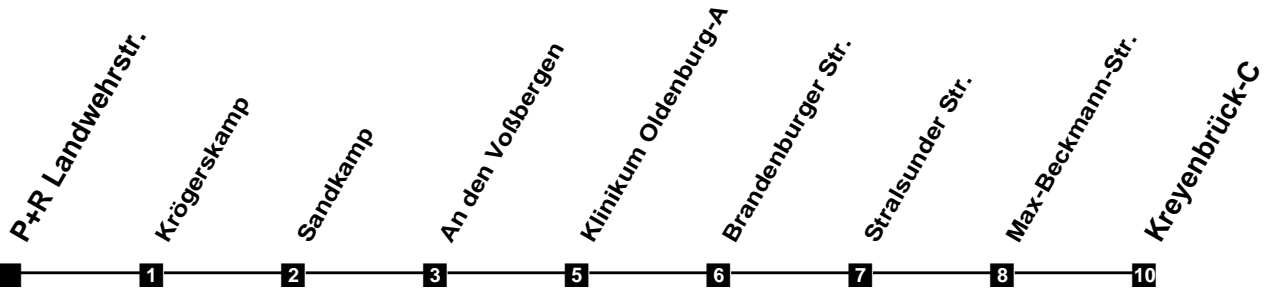 P+R Landwehrstr.
Krögerskamp
Sandkamp
An den Voßbergen
Klinikum Oldenburg-A
Brandenburger Str.
Stralsunder Str.
Max-Beckmann-Str.
Kreyenbrück-C
1 2 3 5 6 7 8 10